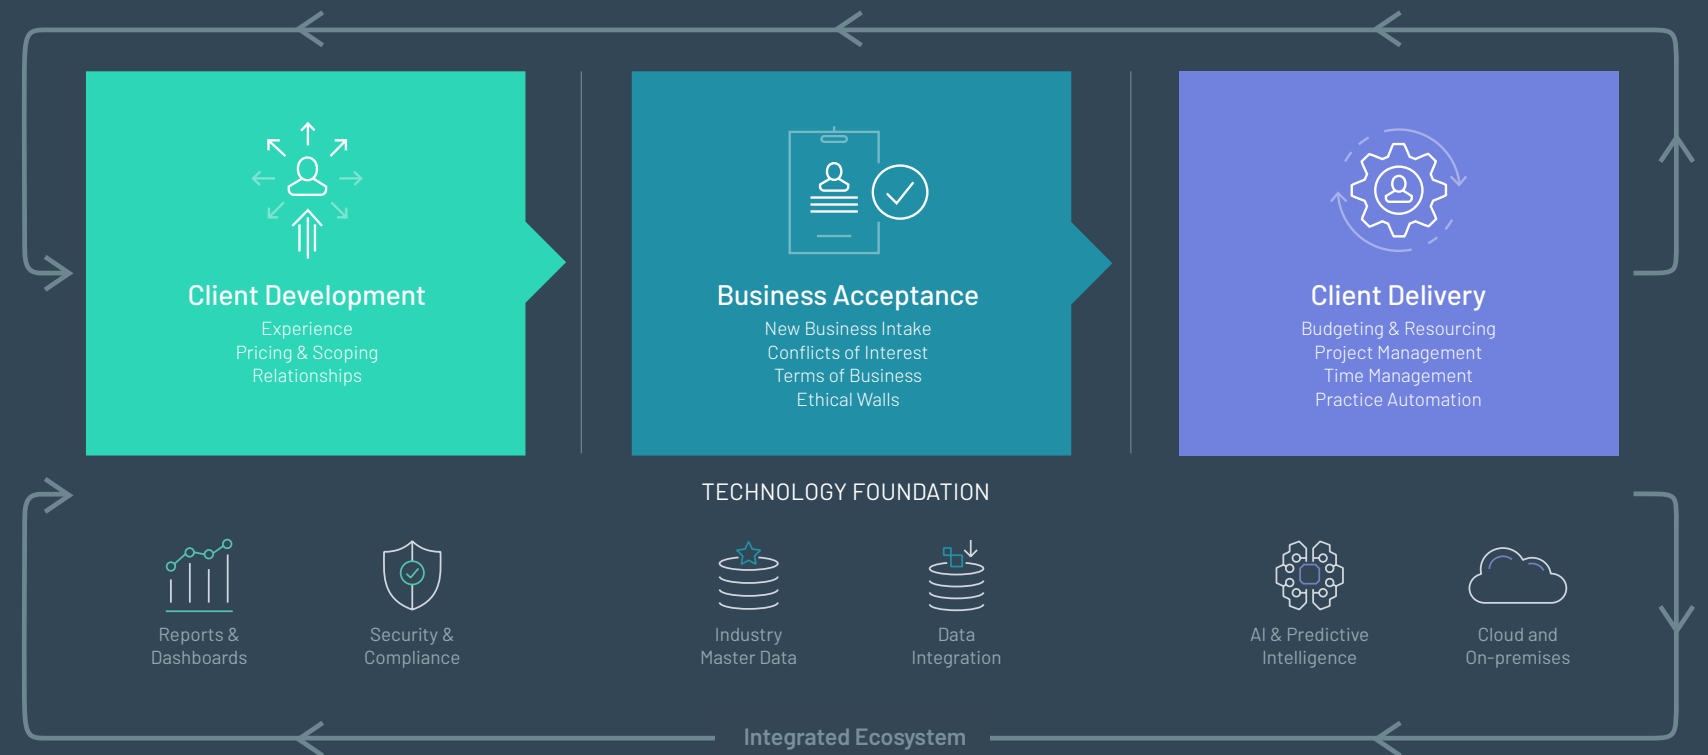 Client Development
Experience
Pricing & Scoping
Relationships
Business Acceptance
New Business Intake
Conflicts of Interest
Terms of Business
Ethical Walls
Client Delivery
Budgeting & Resourcing
Project Management
Time Management
Practice Automation
TECHNOLOGY FOUNDATION
Reports &
Dashboards
Security &
Compliance
Industry
Master Data
Data
Integration
AI & Predictive
Intelligence
Cloud and
On-premises
Integrated Ecosystem